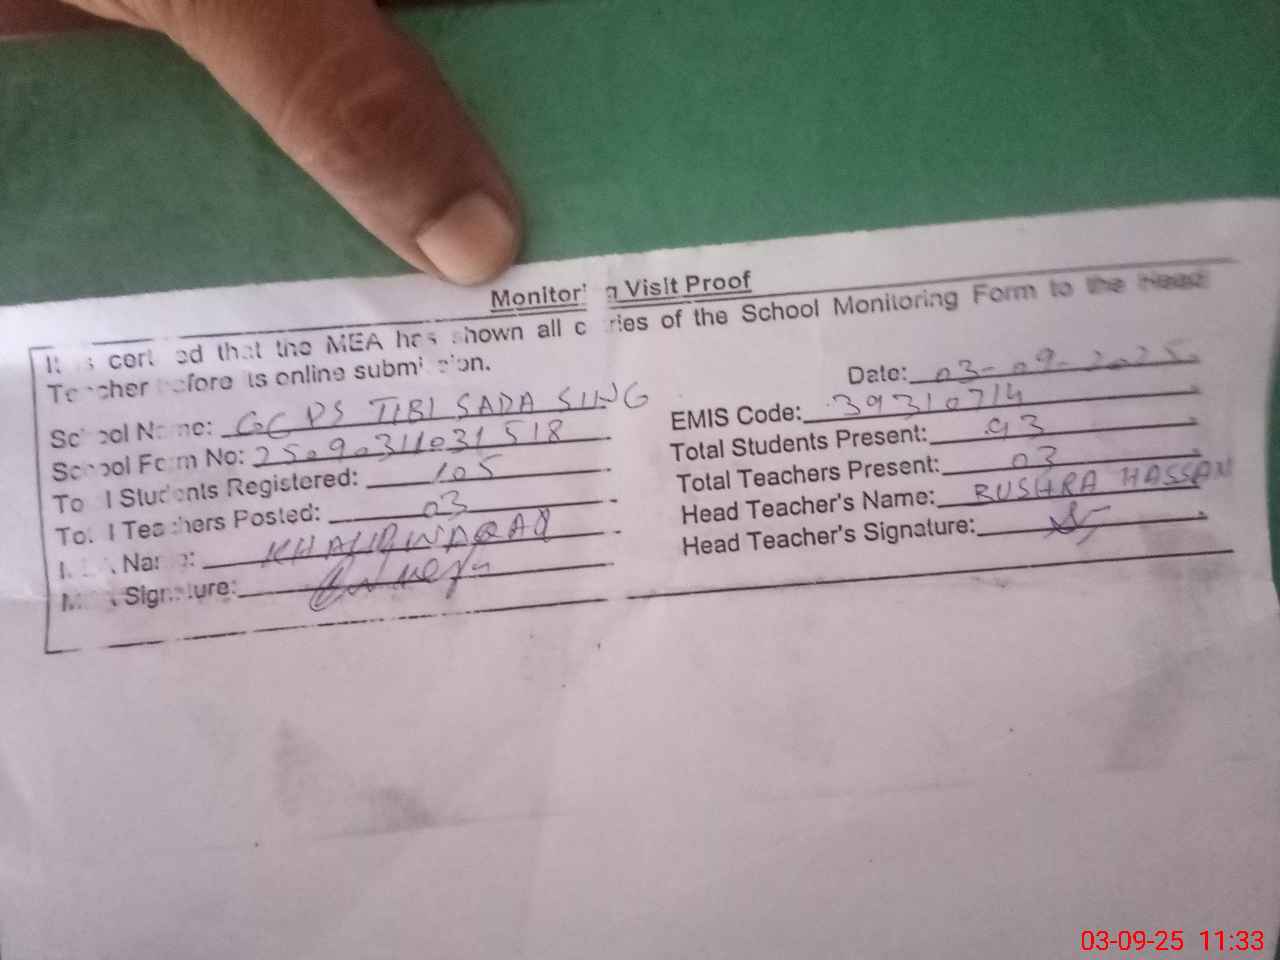 Monitoring Visit Proof
It is certified that the MEA has shown all entries of the School Monitoring Form to the Head
Teacher before its online submission.
Date: 03-09-2025
School Name: GGPS TIBI SADA SING
EMIS Code: 39310714
School Form No: 25090311031518
Total Students Present: 93
Total Students Registered: 105
Total Teachers Present: 03
Total Teachers Posted: 03
Head Teacher's Name: BUSHRA HASSAN
MEA Name:
Head Teacher's Signature:
MEA Signature:
03-09-25 11:33